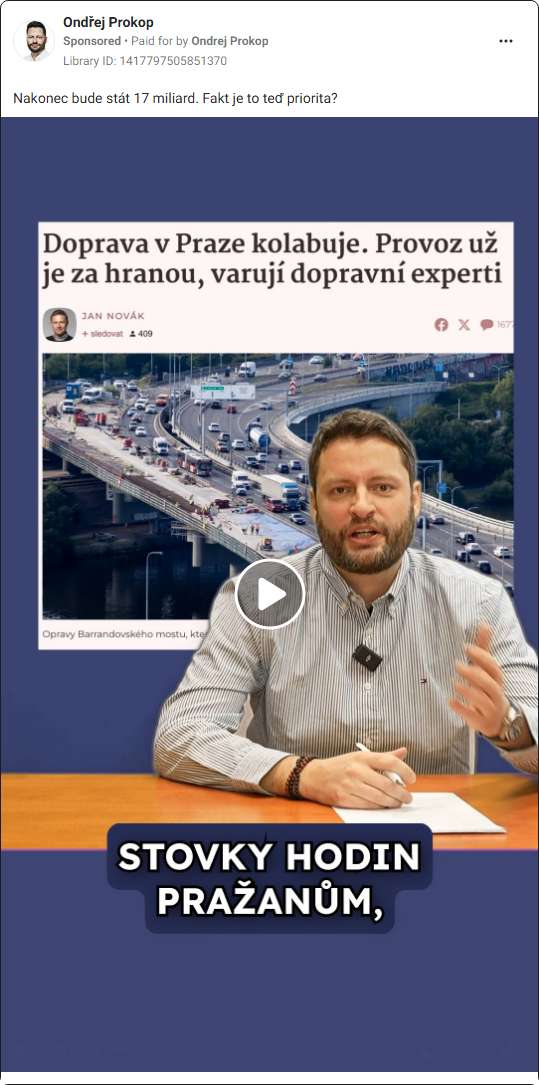 Ondřej Prokop
Sponsored • Paid for by Ondrej Prokop
Library ID: 1417797505851370
Nakonec bude stát 17 miliard. Fakt je to teď priorita?
Doprava v Praze kolabuje. Provoz už
je za hranou, varují dopravní experti
JAN NOVÁK
+ sledovat 409
Opravy Barrandovského mostu, kte
STOVKY HODIN
PRAŽANŮM,